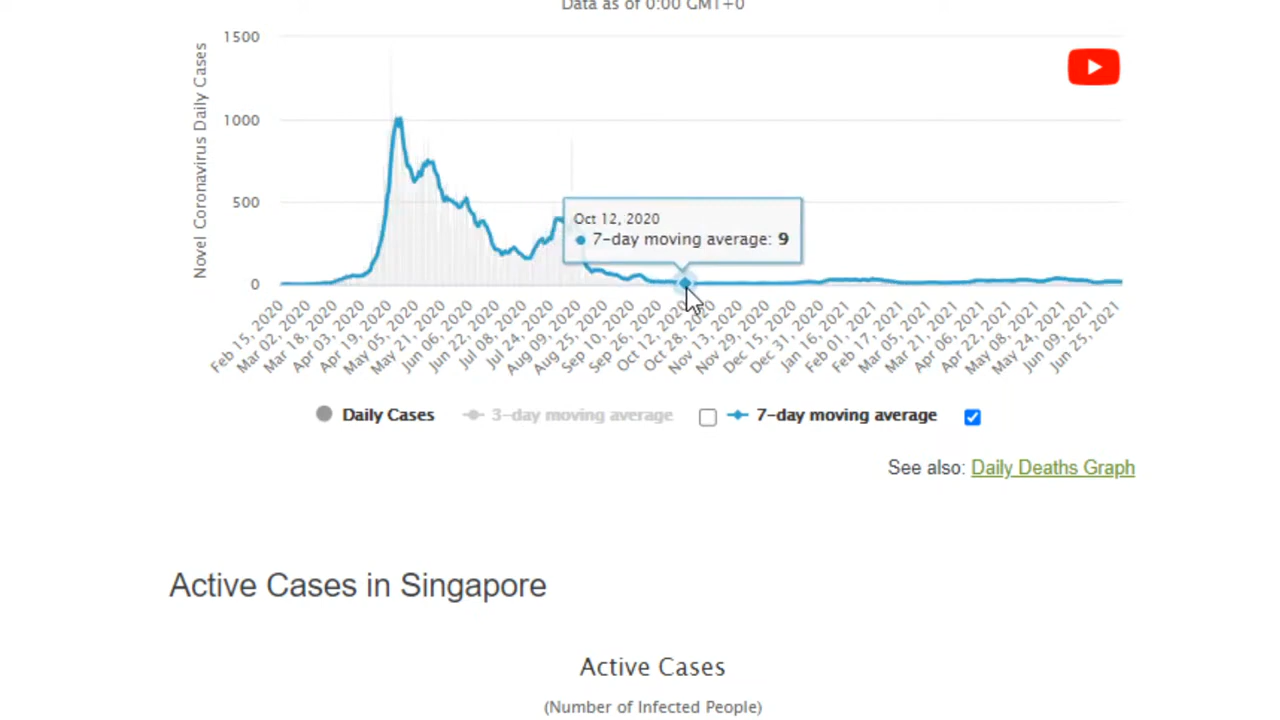 Data as of 0:00 GMT+0
Novel Coronavirus Daily Cases
1500
1000
500
0
Oct 12, 2020
7-day moving average: 9
Feb 15, 2020
Mar 02, 2020
Mar 18, 2020
Apr 03, 2020
Apr 19, 2020
May 05, 2020
May 21, 2020
Jun 06, 2020
Jun 22, 2020
Jul 08, 2020
Jul 24, 2020
Aug 09, 2020
Aug 25, 2020
Sep 10, 2020
Sep 26, 2020
Oct 12, 2020
Oct 28, 2020
Nov 13, 2020
Nov 29, 2020
Dec 15, 2020
Dec 31, 2020
Jan 16, 2021
Feb 01, 2021
Feb 17, 2021
Mar 05, 2021
Mar 21, 2021
Apr 06, 2021
Apr 22, 2021
May 08, 2021
May 24, 2021
Jun 09, 2021
Jun 25, 2021
Daily Cases 3-day moving average 7-day moving average
See also: Daily Deaths Graph
Active Cases in Singapore
Active Cases
(Number of Infected People)